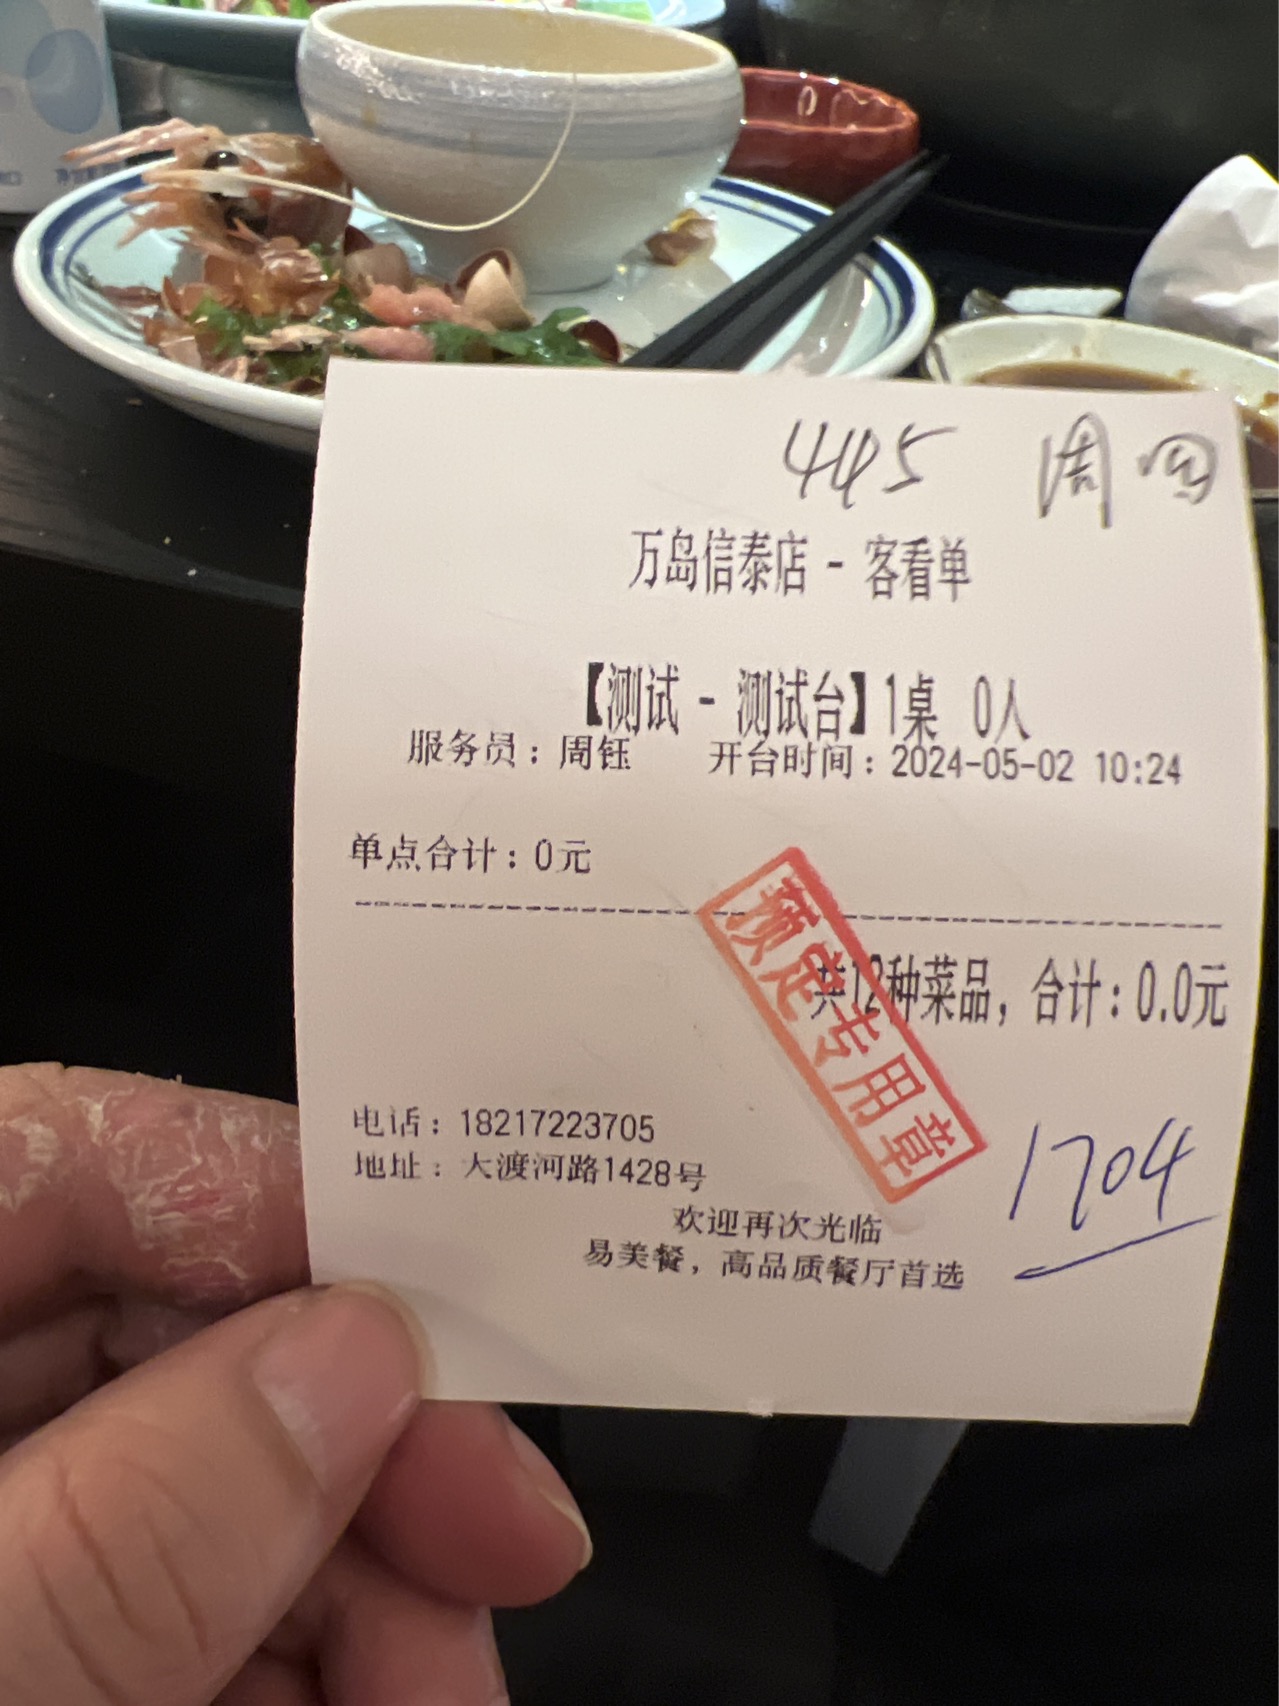 445 周
万岛信泰店 - 客看单
【测试 - 测试台】1桌 0人
服务员：周钰 开台时间：2024-05-02 10:24
单点合计：0元
预定专用章
共12种菜品，合计：0.0元
电话：18217223705
地址：大渡河路1428号
1704
欢迎再次光临
易美餐，高品质餐厅首选